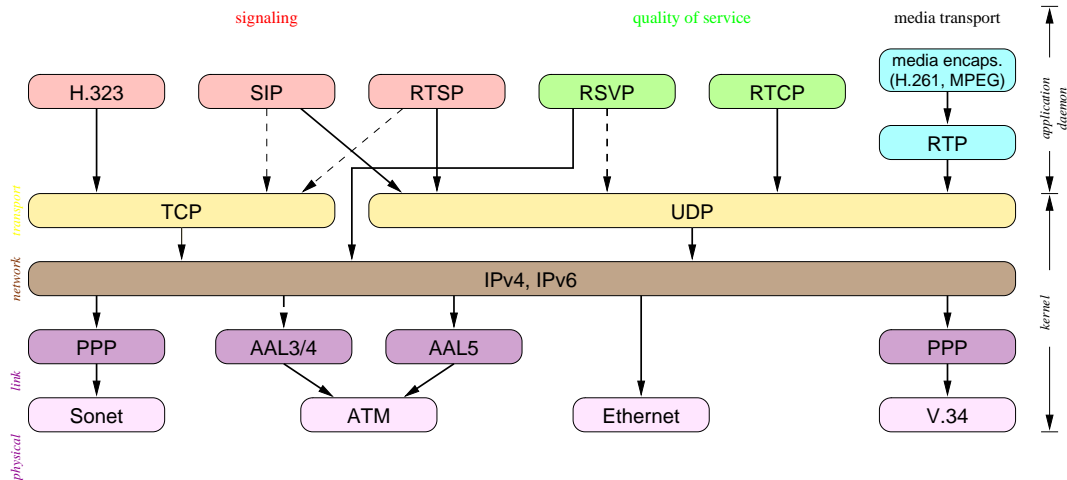 signaling
quality of service
media transport
media encaps.
(H.261, MPEG)
H.323
SIP
RTSP
RSVP
RTCP
application
daemon
RTP
transport
TCP
UDP
network
IPv4, IPv6
kernel
PPP
AAL3/4
AAL5
PPP
link
Sonet
ATM
Ethernet
V.34
physical